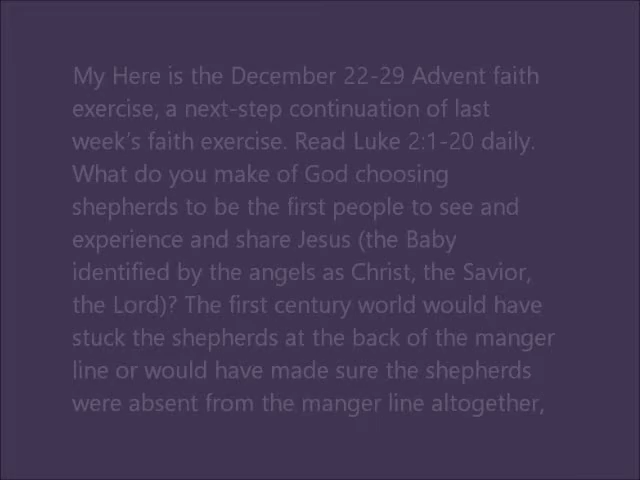 My Here is the December 22-29 Advent faith
exercise, a next-step continuation of last
week's faith exercise. Read Luke 2:1-20 daily.
What do you make of God choosing
shepherds to be the first people to see and
experience and share Jesus (the Baby
identified by the angels as Christ, the Savior,
the Lord)? The first century world would have
stuck the shepherds at the back of the manger
line or would have made sure the shepherds
were absent from the manger line altogether,